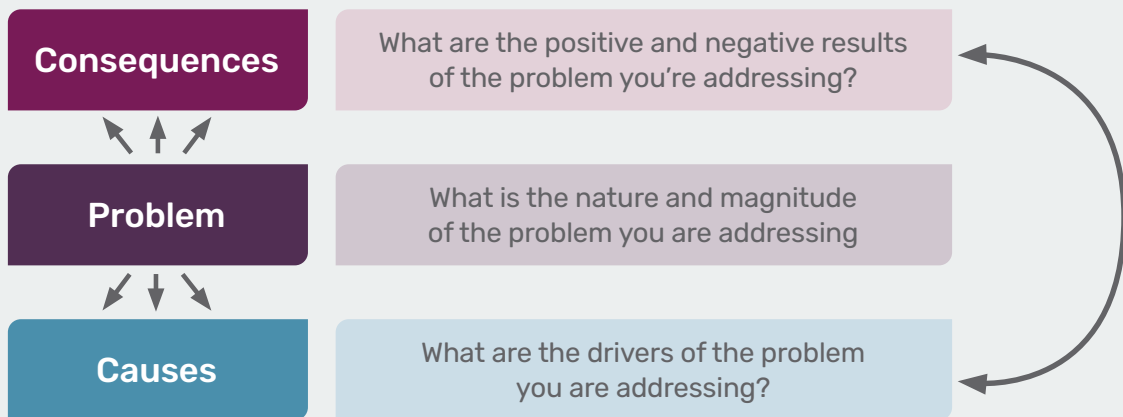 Consequences
What are the positive and negative results
of the problem you’re addressing?
Problem
What is the nature and magnitude
of the problem you are addressing
Causes
What are the drivers of the problem
you are addressing?